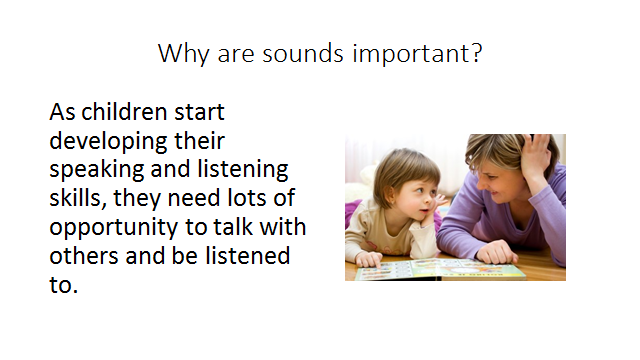 Why are sounds important?
As children start
developing their
speaking and listening
skills, they need lots of
opportunity to talk with
others and be listened
to.